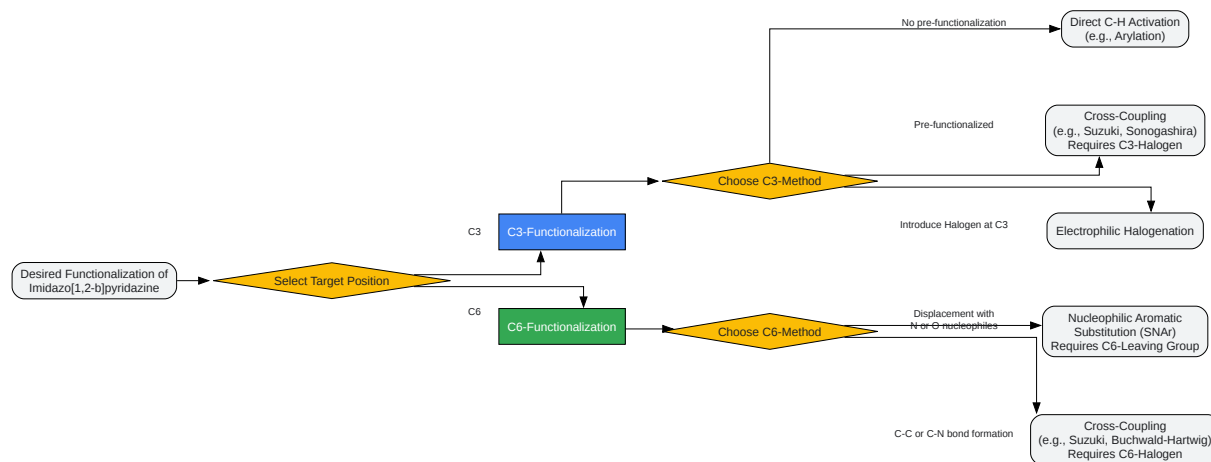 No pre-functionalization
Direct C-H Activation
(e.g., Arylation)
Pre-functionalized
Cross-Coupling
(e.g., Suzuki, Sonogashira)
Requires C3-Halogen
Choose C3-Method
C3
C3-Functionalization
Introduce Halogen at C3
Electrophilic Halogenation
Desired Functionalization of
Imidazo[1,2-b]pyridazine
Select Target Position
C6
C6-Functionalization
Choose C6-Method
Displacement with
N or O nucleophiles
Nucleophilic Aromatic
Substitution (SNAr)
Requires C6-Leaving Group
C-C or C-N bond formation
Cross-Coupling
(e.g., Suzuki, Buchwald-Hartwig)
Requires C6-Halogen